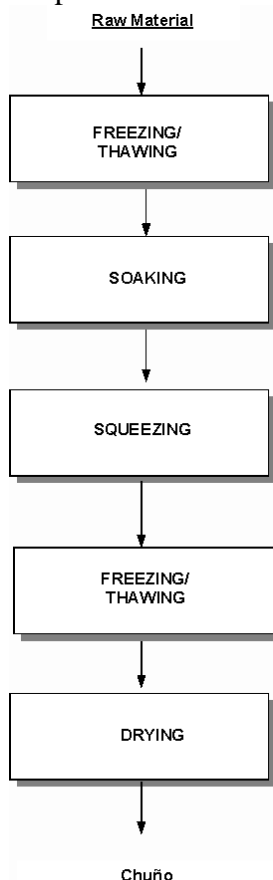 Raw Material
FREEZING/
THAWING
SOAKING
SQUEEZING
FREEZING/
THAWING
DRYING
Chuño